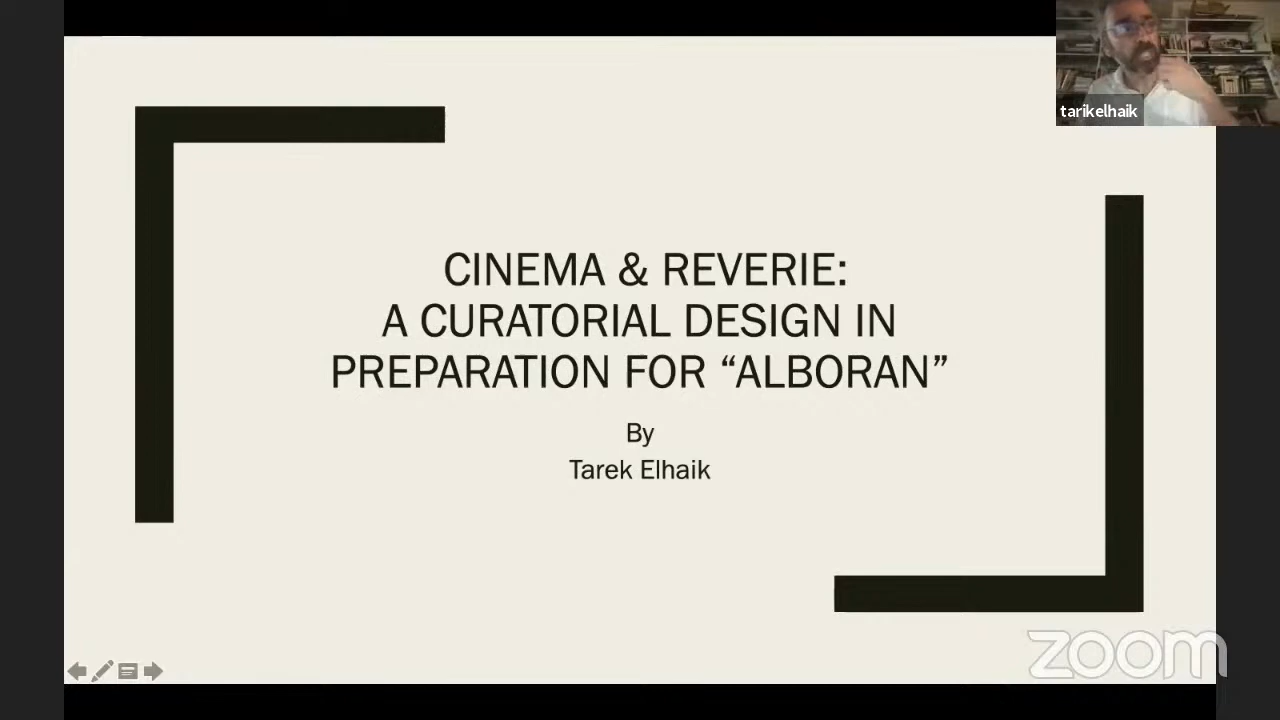 tarikelhaik
CINEMA & REVERIE:
A CURATORIAL DESIGN IN
PREPARATION FOR “ALBORAN”
By
Tarek Elhaik
zoom